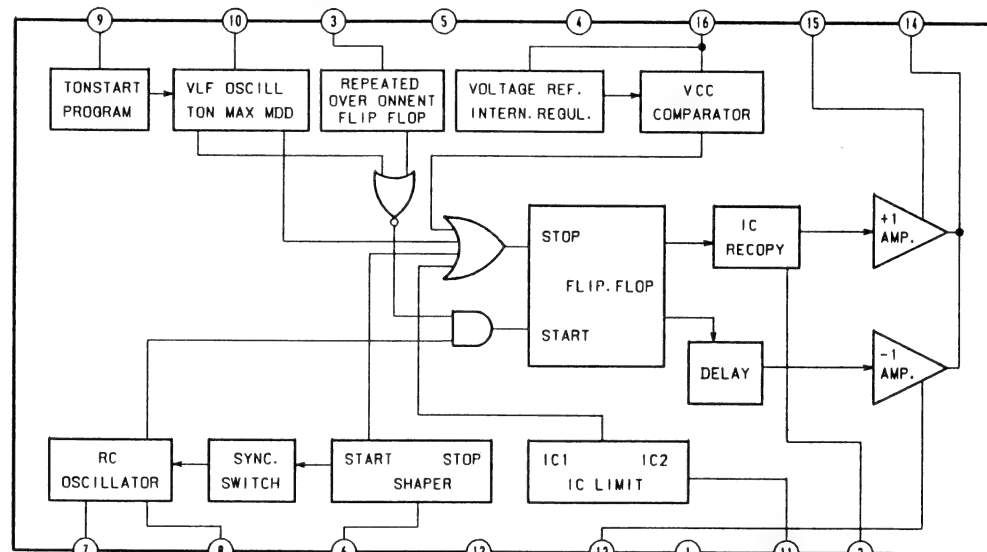 9
10
3
5
4
16
15
14
TONSTART
PROGRAM
VLF OSCILL
TON MAX MDD
REPEATED
OVER ONNENT
FLIP FLOP
VOLTAGE REF.
INTERN.REGUL.
VCC
COMPARATOR
STOP
FLIP.FLOP
START
IC
RECOPY
+1
AMP.
DELAY
-1
AMP.
RC
OSCILLATOR
SYNC.
SWITCH
START STOP
SHAPER
IC1 IC2
IC LIMIT
7
8
6
12
13
1
11
2